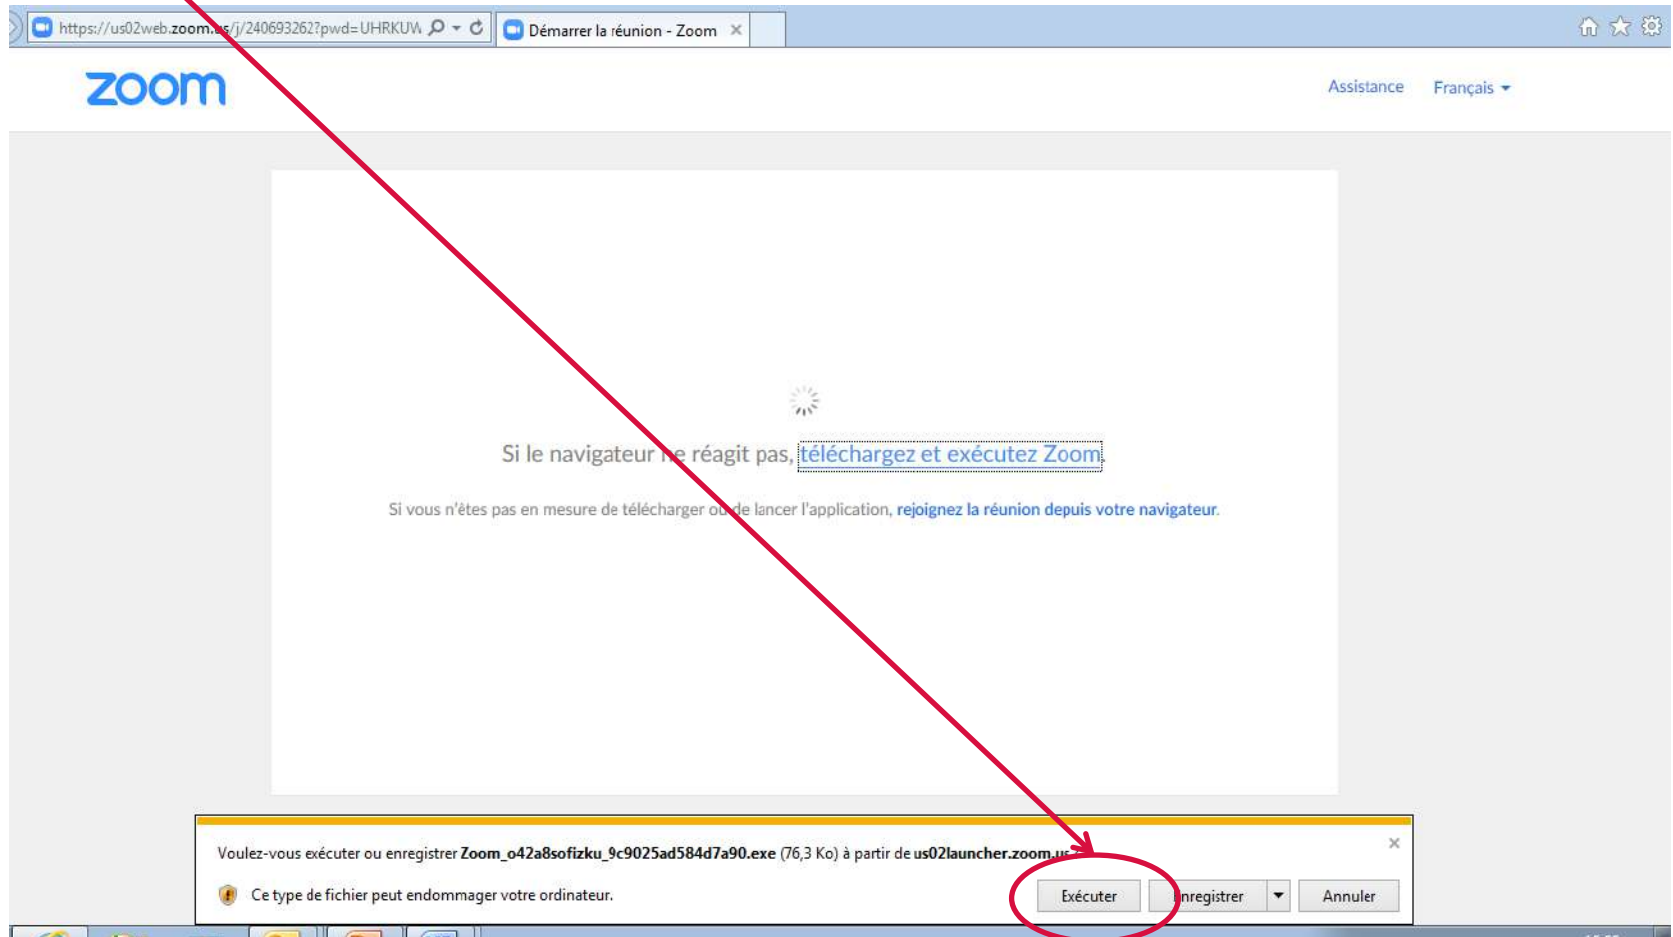 https://us02web.zoom.us/j/240693262?pwd=UHRKUW
Démarrer la réunion - Zoom
zoom
Assistance Français
Si le navigateur ne réagit pas, téléchargez et exécutez Zoom.
Si vous n'êtes pas en mesure de télécharger ou de lancer l'application, rejoignez la réunion depuis votre navigateur.
Voulez-vous exécuter ou enregistrer Zoom_o42a8sofizku_9c9025ad584d7a90.exe (76,3 Ko) à partir de us02launcher.zoom.us
Ce type de fichier peut endommager votre ordinateur.
Exécuter Enregistrer Annuler